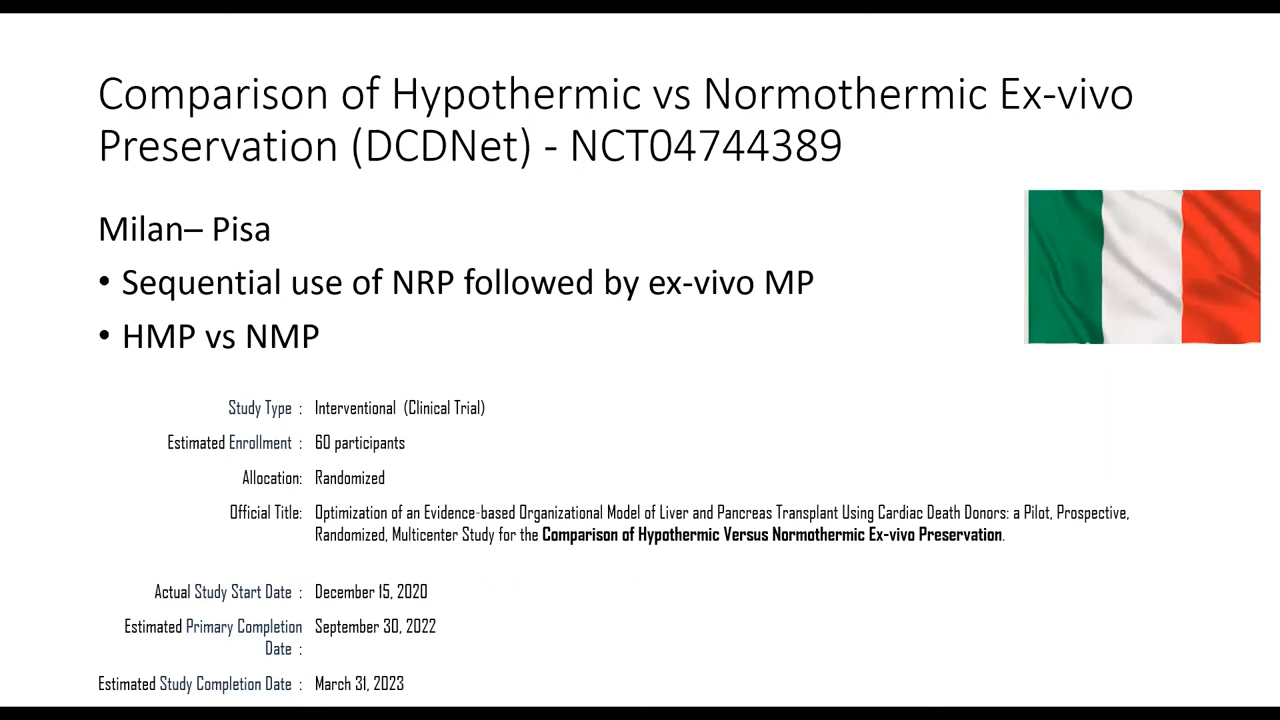 Comparison of Hypothermic vs Normothermic Ex-vivo
Preservation (DCDNet) - NCT04744389
Milan– Pisa
• Sequential use of NRP followed by ex-vivo MP
• HMP vs NMP
Study Type : Interventional (Clinical Trial)
Estimated Enrollment : 60 participants
Allocation: Randomized
Official Title: Optimization of an Evidence-based Organizational Model of Liver and Pancreas Transplant Using Cardiac Death Donors: a Pilot, Prospective,
Randomized, Multicenter Study for the Comparison of Hypothermic Versus Normothermic Ex-vivo Preservation.
Actual Study Start Date : December 15, 2020
Estimated Primary Completion September 30, 2022
Date :
Estimated Study Completion Date : March 31, 2023